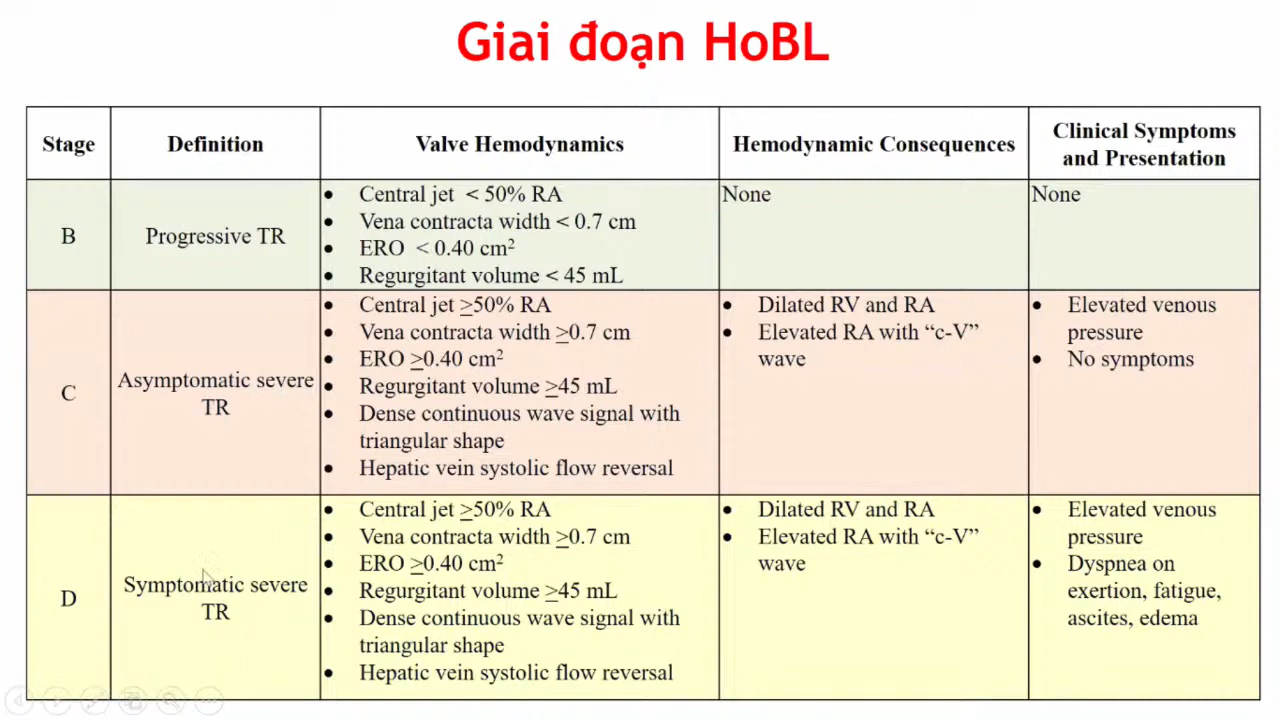 Giai đoạn HoBL
Stage
Definition
Valve Hemodynamics
Hemodynamic Consequences
Clinical Symptoms
and Presentation
B
Progressive TR
• Central jet < 50% RA
• Vena contracta width < 0.7 cm
• ERO < 0.40 cm²
• Regurgitant volume < 45 mL
None
None
C
Asymptomatic severe
TR
• Central jet ≥50% RA
• Vena contracta width ≥0.7 cm
• ERO ≥0.40 cm²
• Regurgitant volume ≥45 mL
• Dense continuous wave signal with
triangular shape
• Hepatic vein systolic flow reversal
• Dilated RV and RA
• Elevated RA with “c-V”
wave
• Elevated venous
pressure
• No symptoms
D
Symptomatic severe
TR
• Central jet ≥50% RA
• Vena contracta width ≥0.7 cm
• ERO ≥0.40 cm²
• Regurgitant volume ≥45 mL
• Dense continuous wave signal with
triangular shape
• Hepatic vein systolic flow reversal
• Dilated RV and RA
• Elevated RA with “c-V”
wave
• Elevated venous
pressure
• Dyspnea on
exertion, fatigue,
ascites, edema